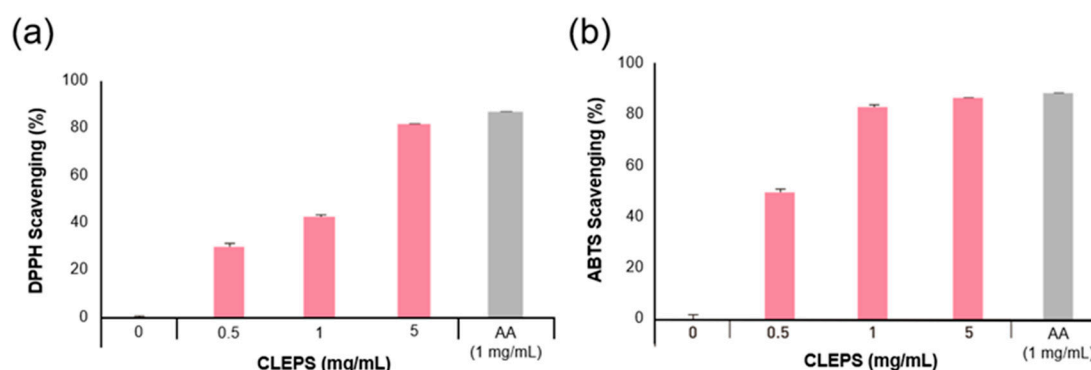 (a)
DPPH Scavenging (%)
100
80
60
40
20
0
0 0.5 1 5 AA
(1 mg/mL)
CLEPS (mg/mL)
(b)
ABTS Scavenging (%)
100
80
60
40
20
0
0 0.5 1 5 AA
(1 mg/mL)
CLEPS (mg/mL)